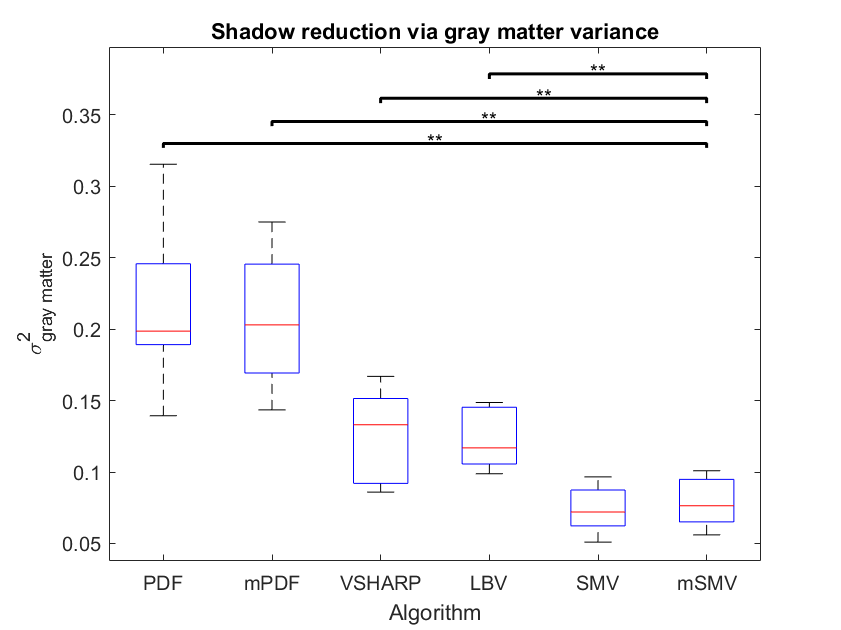 Shadow reduction via gray matter variance
**
**
**
**
0.35
0.3
0.25
0.2
0.15
0.1
0.05
σ²gray matter
PDF mPDF VSHARP LBV SMV mSMV
Algorithm